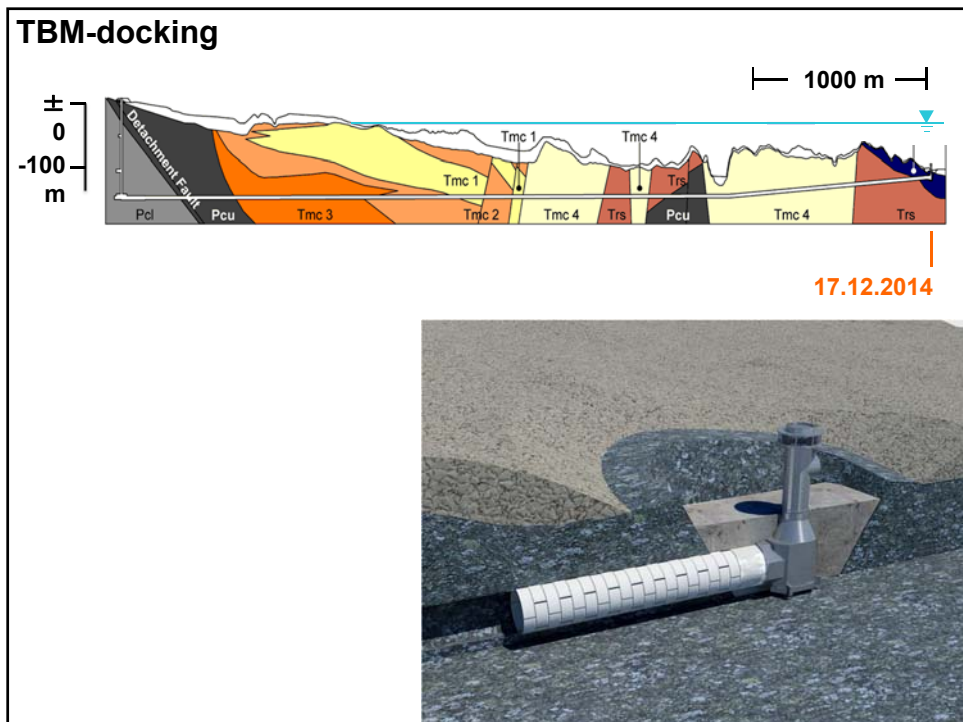 TBM-docking
1000 m
±
0
-100
m
Detachment Fault
Tmc 1
Tmc 4
Tmc 1
Trs
Pcl
Pcu
Tmc 3
Tmc 2
Tmc 4
Trs
Pcu
Tmc 4
Trs
17.12.2014